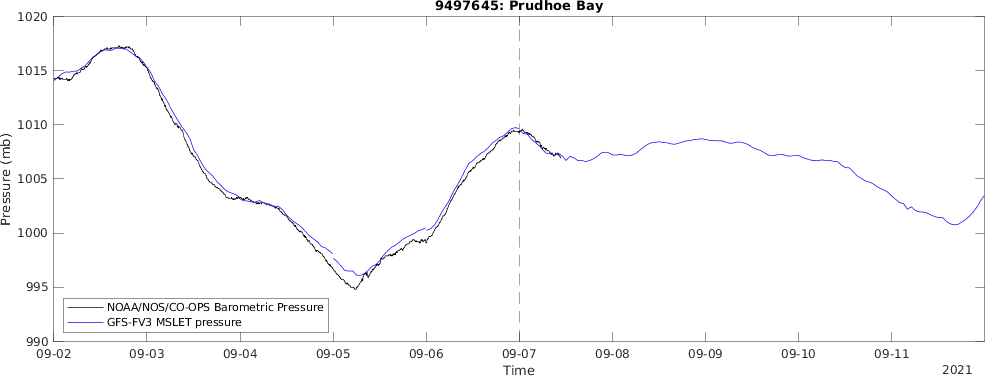 9497645: Prudhoe Bay
1020
1015
1010
1005
1000
995
990
Pressure (mb)
NOAA/NOS/CO-OPS Barometric Pressure
GFS-FV3 MSLET pressure
09-02 09-03 09-04 09-05 09-06 09-07 09-08 09-09 09-10 09-11
Time
2021